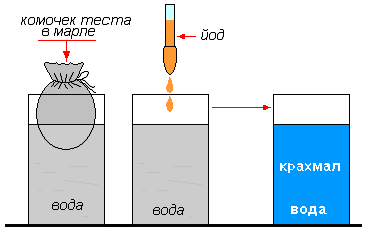 комочек теста
в марле
йод
вода
вода
крахмал
вода